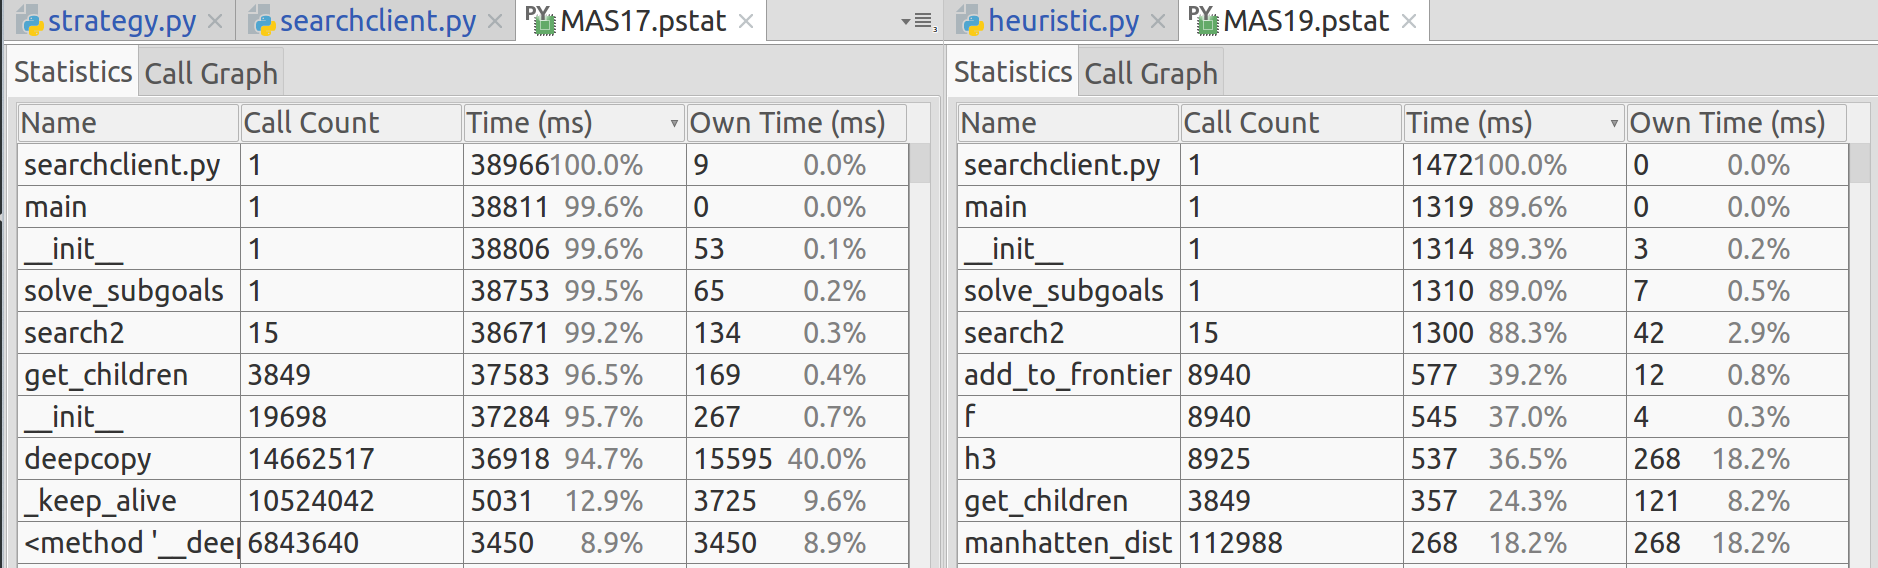 strategy.py searchclient.py MAS17.pstat 3 heuristic.py MAS19.pstat
Statistics Call Graph
Name Call Count Time (ms) Own Time (ms)
searchclient.py 1 38966 100.0% 9 0.0%
main 1 38811 99.6% 0 0.0%
__init__ 1 38806 99.6% 53 0.1%
solve_subgoals 1 38753 99.5% 65 0.2%
search2 15 38671 99.2% 134 0.3%
get_children 3849 37583 96.5% 169 0.4%
__init__ 19698 37284 95.7% 267 0.7%
deepcopy 14662517 36918 94.7% 15595 40.0%
_keep_alive 10524042 5031 12.9% 3725 9.6%
<method '__deep 6843640 3450 8.9% 3450 8.9%
Statistics Call Graph
Name Call Count Time (ms) Own Time (ms)
searchclient.py 1 1472 100.0% 0 0.0%
main 1 1319 89.6% 0 0.0%
__init__ 1 1314 89.3% 3 0.2%
solve_subgoals 1 1310 89.0% 7 0.5%
search2 15 1300 88.3% 42 2.9%
add_to_frontier 8940 577 39.2% 12 0.8%
f 8940 545 37.0% 4 0.3%
h3 8925 537 36.5% 268 18.2%
get_children 3849 357 24.3% 121 8.2%
manhatten_dist 112988 268 18.2% 268 18.2%